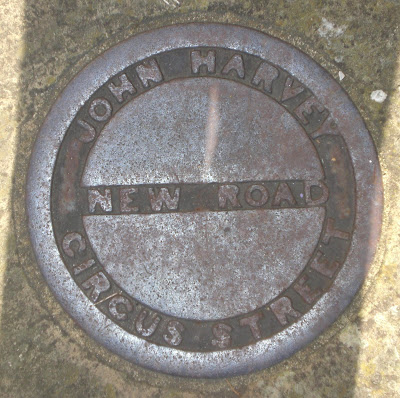 JOHN HARVEY
NEW ROAD
CIRCUS STREET